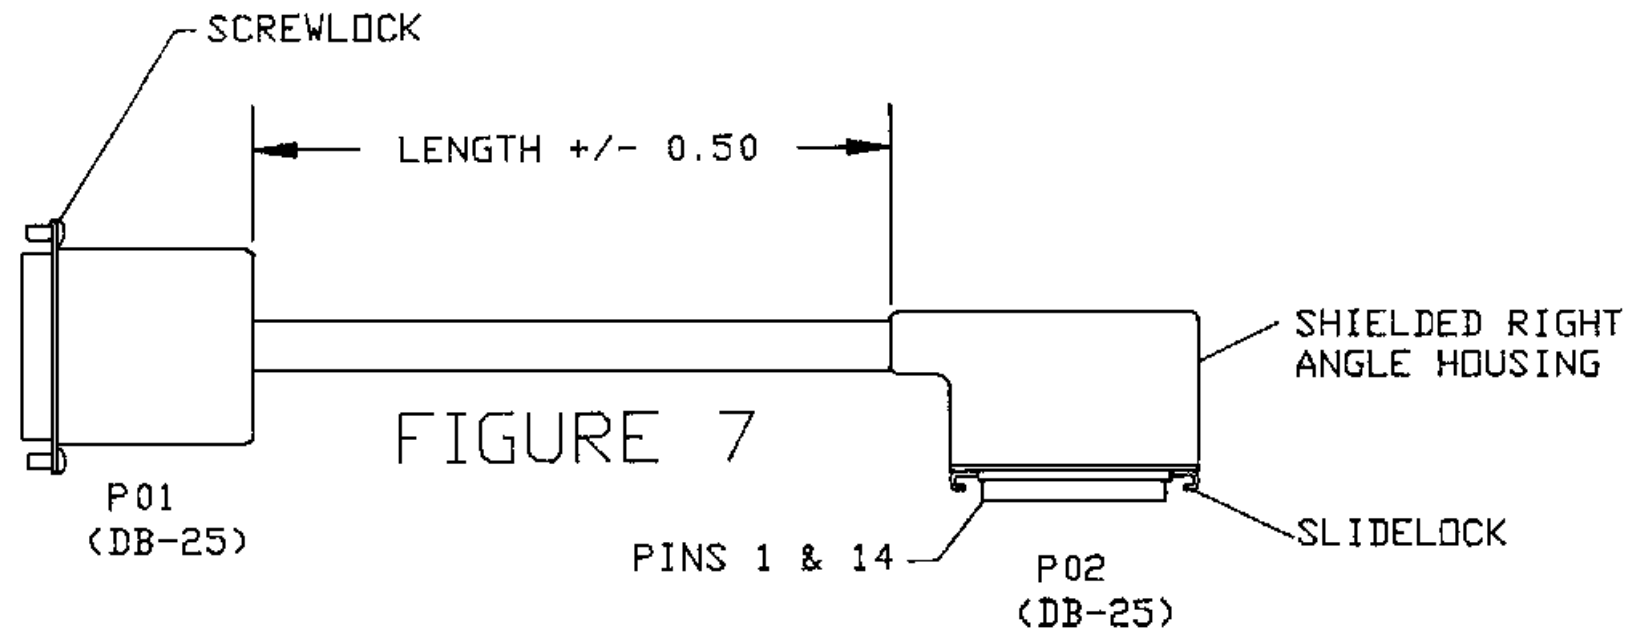 SCREWLOCK
LENGTH +/- 0.50
SHIELDED RIGHT
ANGLE HOUSING
FIGURE 7
P01
(DB-25)
SLIDELOCK
PINS 1 & 14
P02
(DB-25)